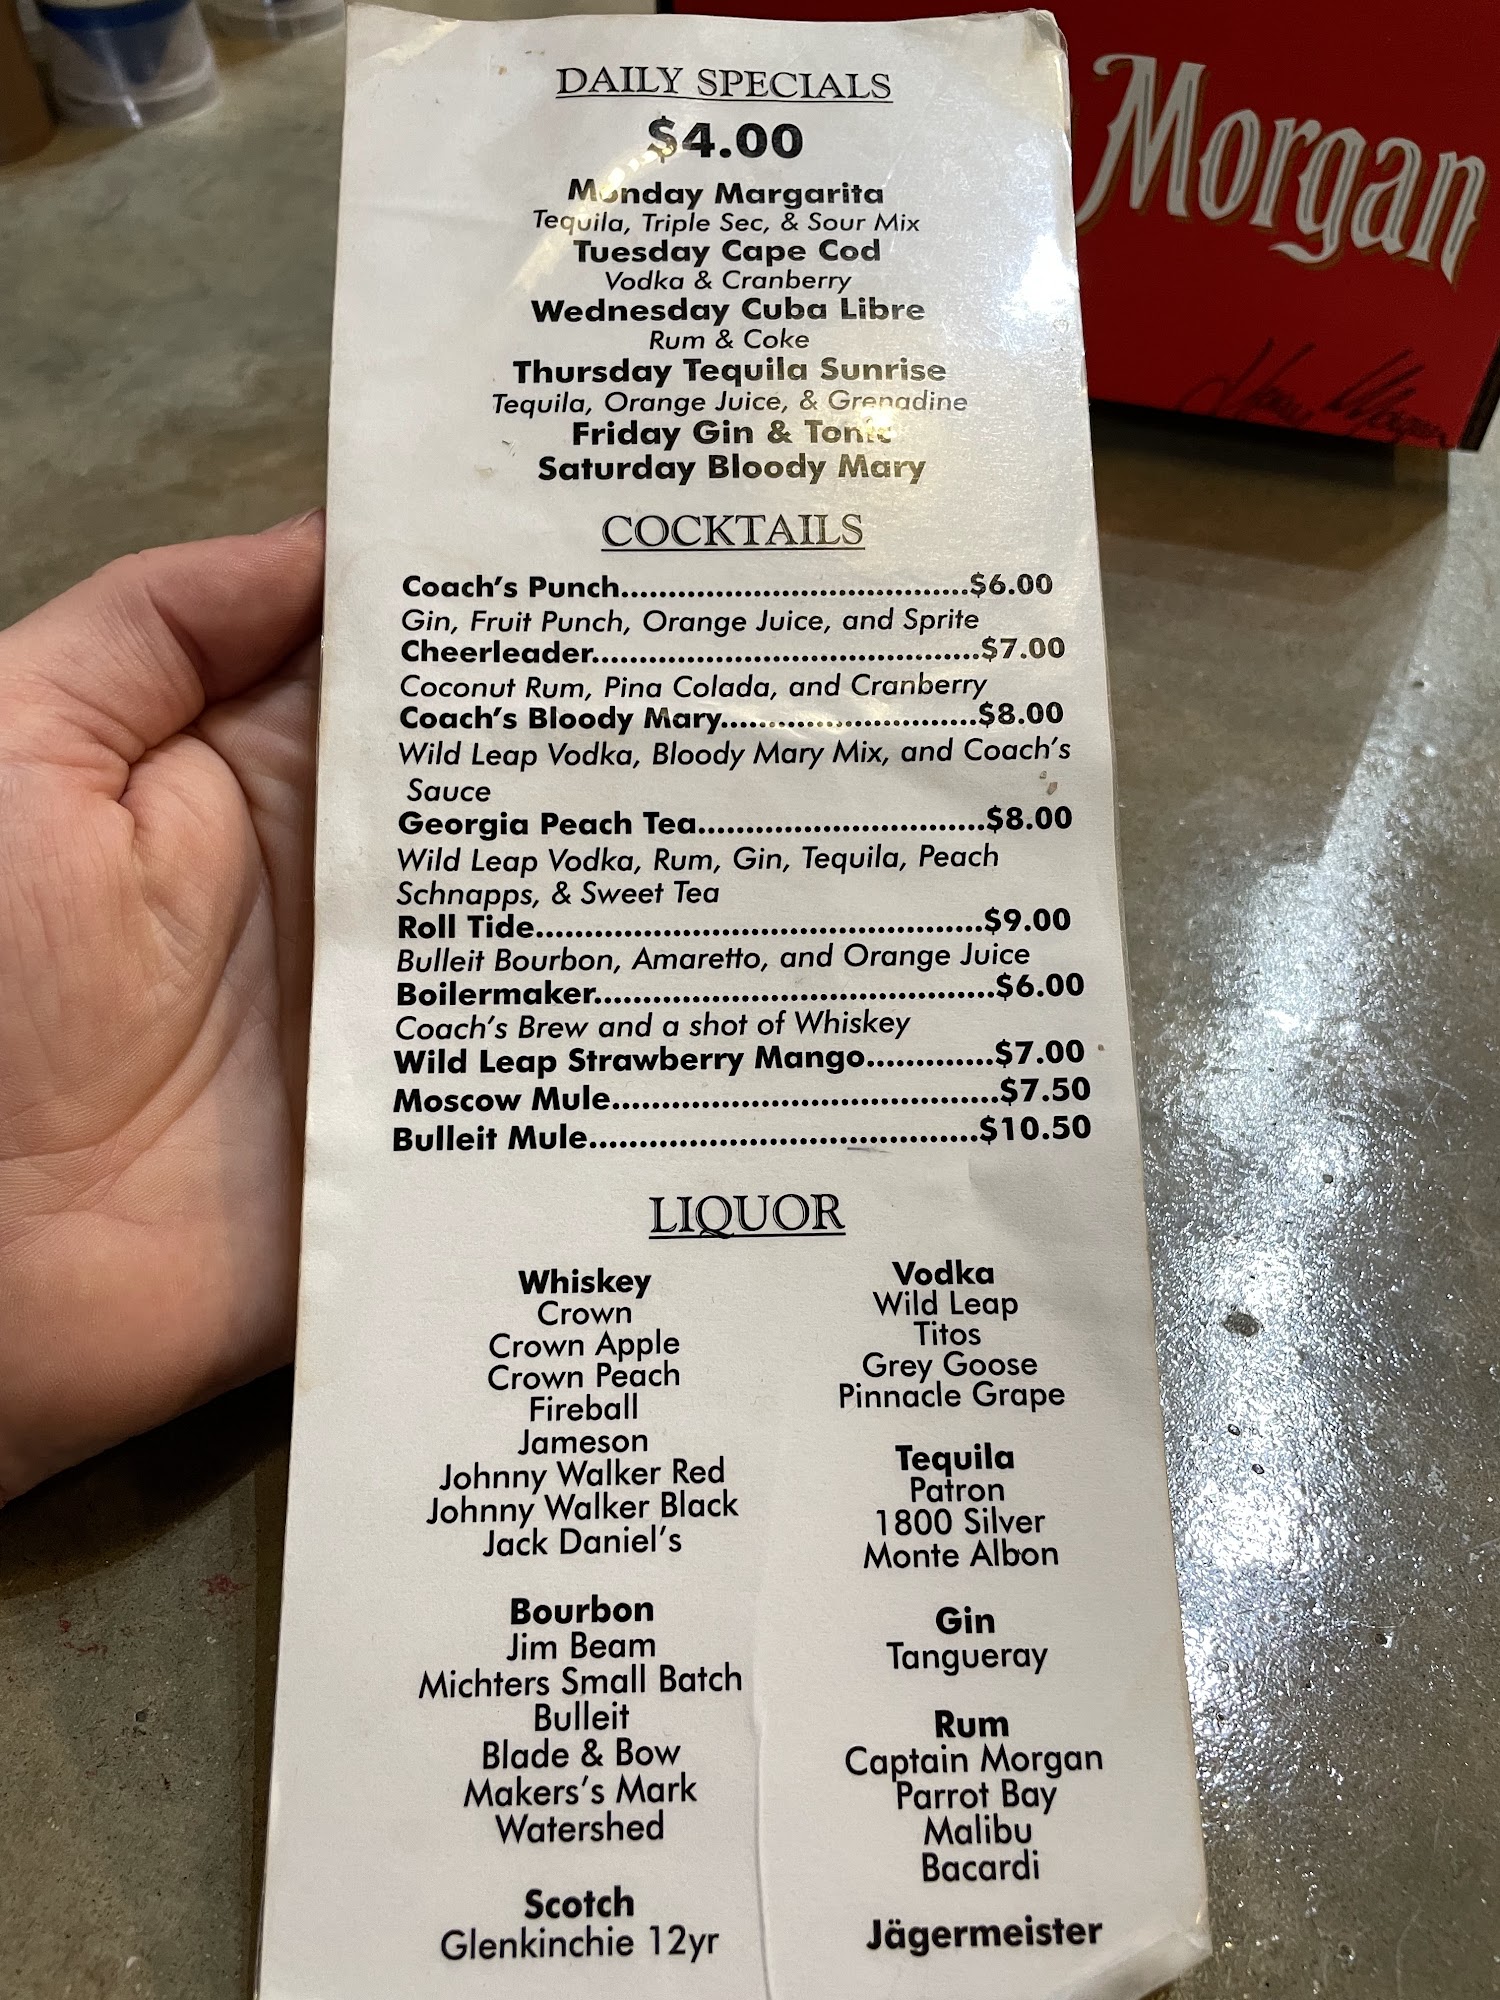 Morgan
DAILY SPECIALS
$4.00
Monday Margarita
Tequila, Triple Sec, & Sour Mix
Tuesday Cape Cod
Vodka & Cranberry
Wednesday Cuba Libre
Rum & Coke
Thursday Tequila Sunrise
Tequila, Orange Juice, & Grenadine
Friday Gin & Tonic
Saturday Bloody Mary
COCKTAILS
Coach's Punch......................................$6.00
Gin, Fruit Punch, Orange Juice, and Sprite
Cheerleader.......................................$7.00
Coconut Rum, Pina Colada, and Cranberry
Coach's Bloody Mary..........................$8.00
Wild Leap Vodka, Bloody Mary Mix, and Coach's
Sauce
Georgia Peach Tea.............................$8.00
Wild Leap Vodka, Rum, Gin, Tequila, Peach
Schnapps, & Sweet Tea
Roll Tide.............................................$9.00
Bulleit Bourbon, Amaretto, and Orange Juice
Boilermaker........................................$6.00
Coach's Brew and a shot of Whiskey
Wild Leap Strawberry Mango.............$7.00
Moscow Mule.......................................$7.50
Bulleit Mule.......................................$10.50
LIQUOR
Whiskey
Crown
Crown Apple
Crown Peach
Fireball
Jameson
Johnny Walker Red
Johnny Walker Black
Jack Daniel's
Bourbon
Jim Beam
Michters Small Batch
Bulleit
Blade & Bow
Makers's Mark
Watershed
Scotch
Glenkinchie 12yr
Vodka
Wild Leap
Titos
Grey Goose
Pinnacle Grape
Tequila
Patron
1800 Silver
Monte Albon
Gin
Tangueray
Rum
Captain Morgan
Parrot Bay
Malibu
Bacardi
Jägermeister